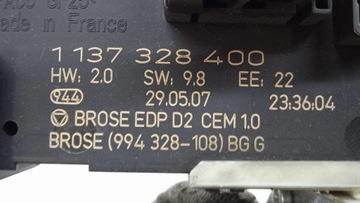 ade in France
1 137 328 400
HW: 2.0 SW: 9.8 EE: 22
944 29.05.07 23:36:04
BROSE EDP D2 CEM 1.0
BROSE (994 328-108) BG G